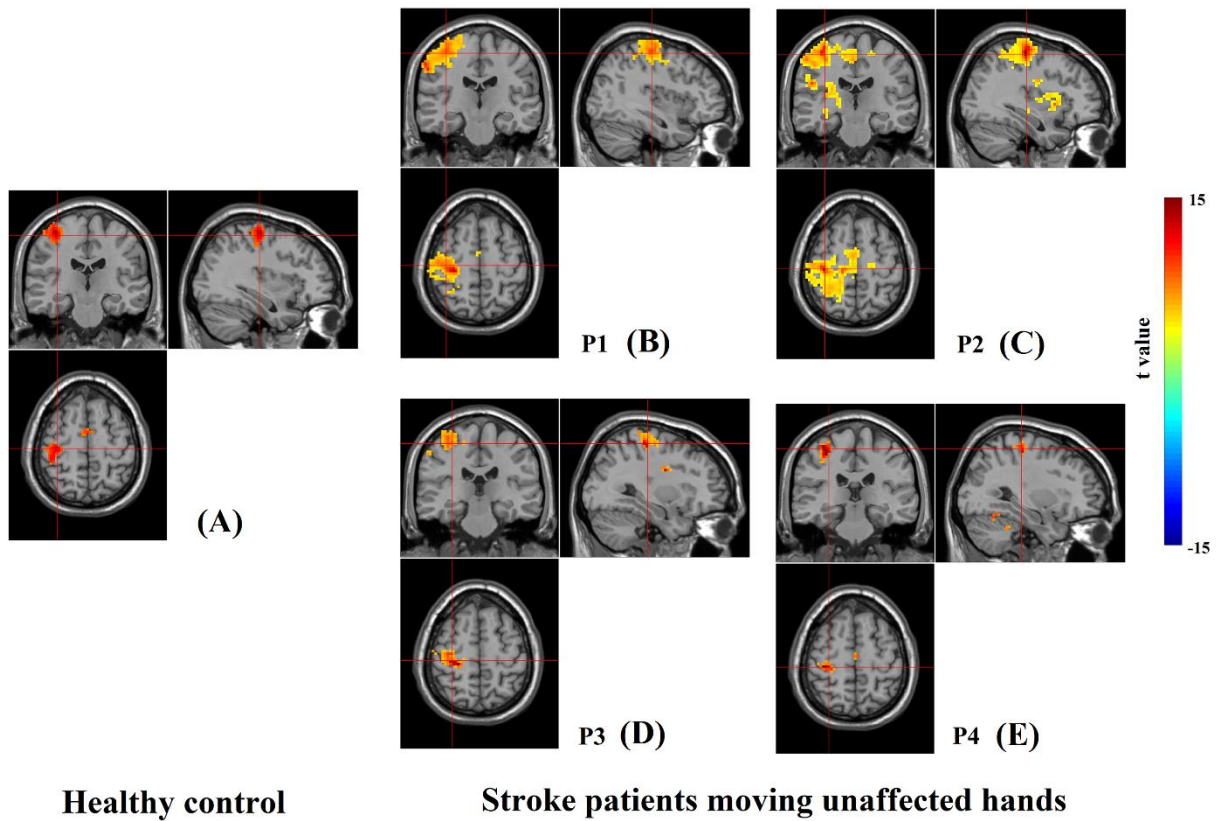 (A)
P1 (B)
P2 (C)
P3 (D)
P4 (E)
15
t value
-15
Healthy control
Stroke patients moving unaffected hands